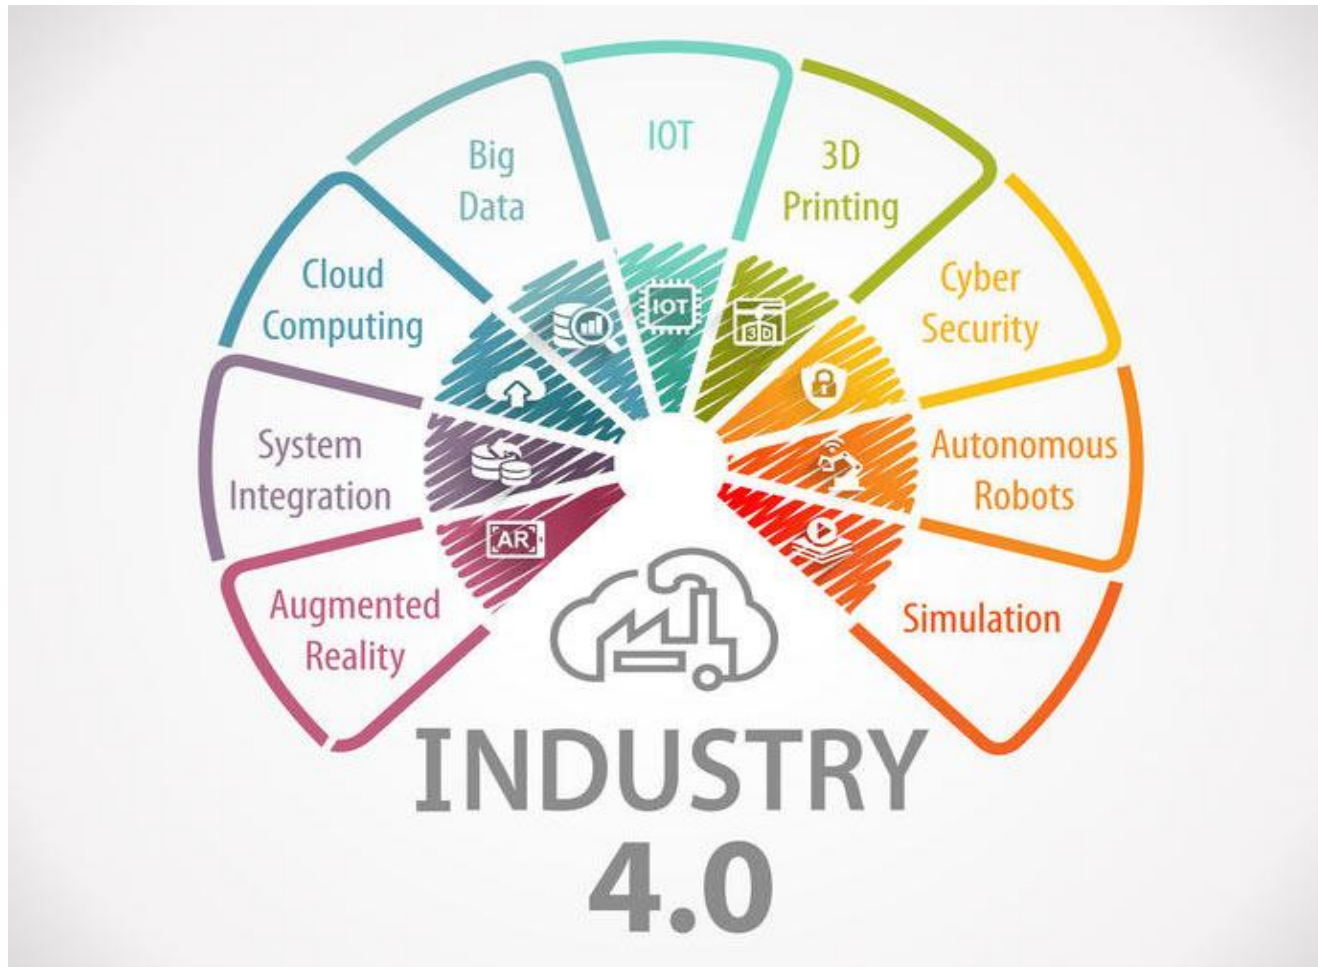 IOT
Big
Data
3D
Printing
Cloud
Computing
Cyber
Security
System
Integration
Autonomous
Robots
Augmented
Reality
Simulation
IOT
3D
AR
INDUSTRY
4.0